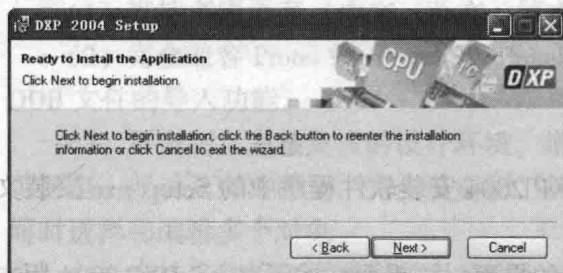 DXP 2004 Setup
Ready to Install the Application
Click Next to begin installation.
CPU
DXP
Click Next to begin installation, click the Back button to reenter the installation
information or click Cancel to exit the wizard.
< Back
Next >
Cancel